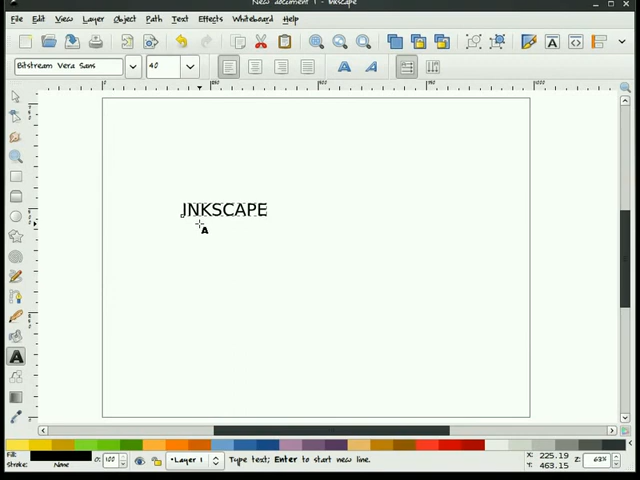 New document 1 - Inkscape
File Edit View Layer Object Path Text Effects Whiteboard Help
Bitstream Vera Sans 40
INKSCAPE
A
Fill:
Stroke: None
O: 100
•Layer 1
Type text; Enter to start new line.
X: 225.19
Y: 463.15
Z: 63%